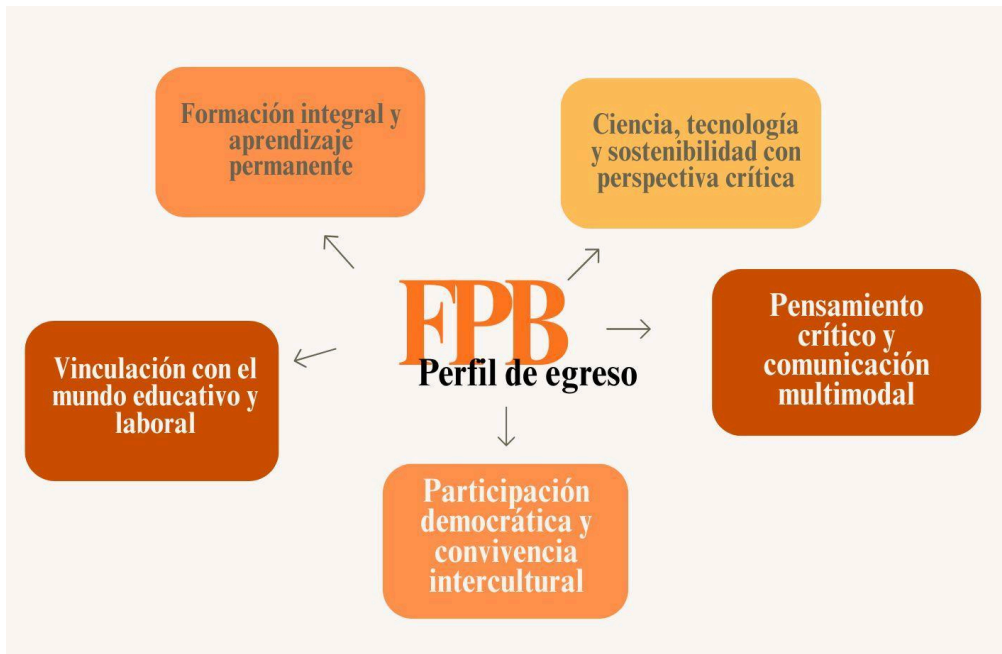 Formación integral y
aprendizaje
permanente
Ciencia, tecnología
y sostenibilidad con
perspectiva crítica
FPB
Perfil de egreso
Pensamiento
crítico y
comunicación
multimodal
Vinculación con el
mundo educativo y
laboral
Participación
democrática y
convivencia
intercultural